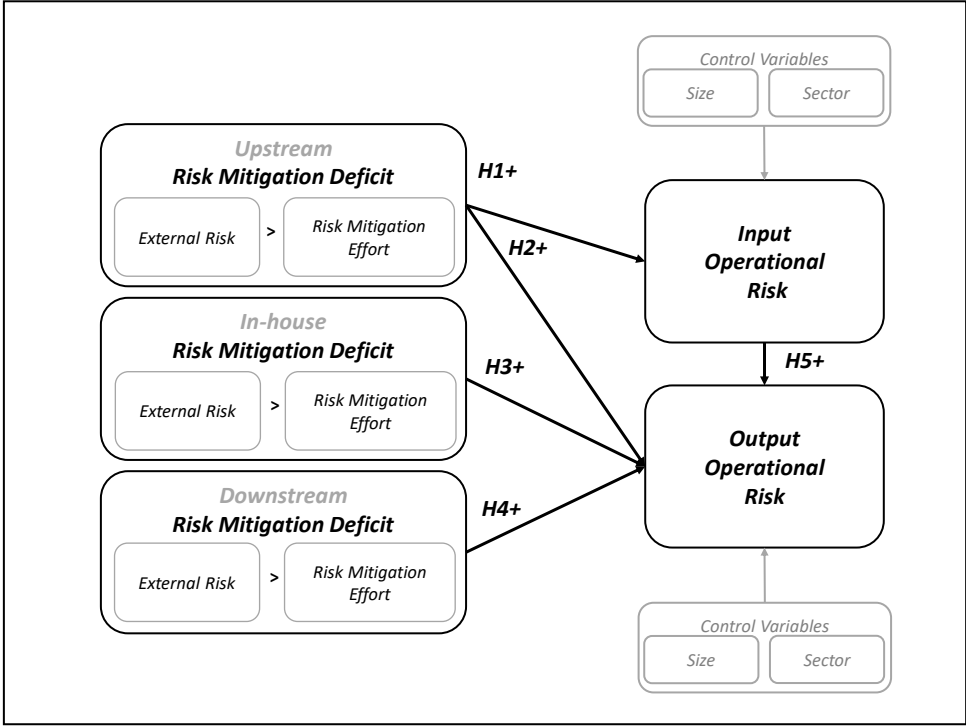 Control Variables
Size
Sector
Upstream
Risk Mitigation Deficit
External Risk
>
Risk Mitigation
Effort
H1+
H2+
Input
Operational
Risk
In-house
Risk Mitigation Deficit
External Risk
>
Risk Mitigation
Effort
H3+
H5+
Output
Operational
Risk
Downstream
Risk Mitigation Deficit
External Risk
>
Risk Mitigation
Effort
H4+
Control Variables
Size
Sector